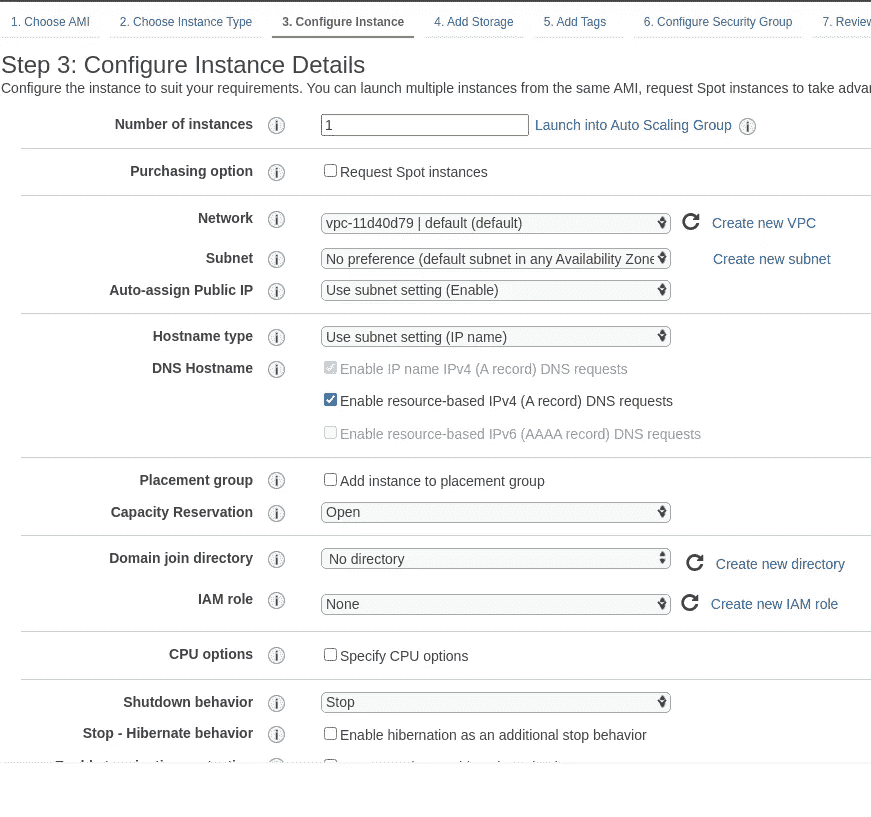 1. Choose AMI 2. Choose Instance Type 3. Configure Instance 4. Add Storage 5. Add Tags 6. Configure Security Group 7. Review
Step 3: Configure Instance Details
Configure the instance to suit your requirements. You can launch multiple instances from the same AMI, request Spot instances to take
Number of instances 1 Launch into Auto Scaling Group
Purchasing option Request Spot instances
Network vpc-11d40d79 | default (default) Create new VPC
Subnet No preference (default subnet in any Availability Zone Create new subnet
Auto-assign Public IP Use subnet setting (Enable)
Hostname type Use subnet setting (IP name)
DNS Hostname Enable IP name IPv4 (A record) DNS requests
Enable resource-based IPv4 (A record) DNS requests
Enable resource-based IPv6 (AAAA record) DNS requests
Placement group Add instance to placement group
Capacity Reservation Open
Domain join directory No directory Create new directory
IAM role None Create new IAM role
CPU options Specify CPU options
Shutdown behavior Stop
Stop - Hibernate behavior Enable hibernation as an additional stop behavior